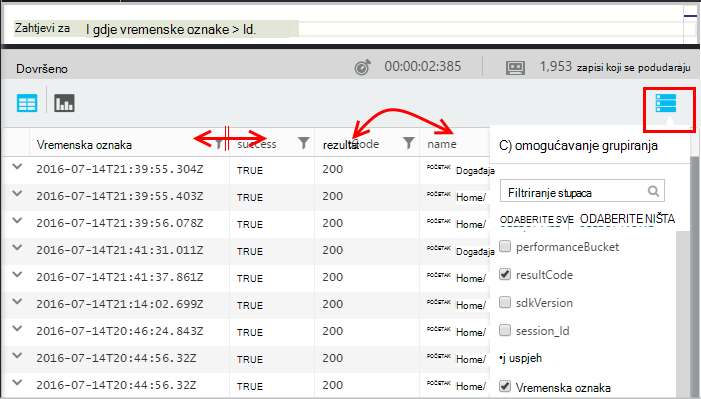 Zahtjevi za I gdje vremenske oznake > Id.
Dovršeno 00:00:02:385 1,953 zapisi koji se podudaraju
Vremenska oznaka success rezultat Code name
2016-07-14T21:39:55.304Z TRUE 200 POČETAK Događaja
2016-07-14T21:39:55.403Z TRUE 200 POČETAK Home/
2016-07-14T21:39:56.078Z TRUE 200 POČETAK Home/
2016-07-14T21:41:31.011Z TRUE 200 POČETAK Događaja
2016-07-14T21:41:37.861Z TRUE 200 POČETAK Home/
2016-07-14T21:14:02.699Z TRUE 200 POČETAK Home/
2016-07-14T20:46:24.843Z TRUE 200 POČETAK Home/
2016-07-14T20:44:56.32Z TRUE 200 POČETAK Home/
2016-07-14T20:44:56.32Z TRUE 200 POČETAK Home/
C) omogućavanje grupiranja
Filtriranje stupaca
ODABERITE SVE ODABERITE NIŠTA
performanceBucket
resultCode
sdkVersion
session_Id
•j uspjeh
Vremenska oznaka